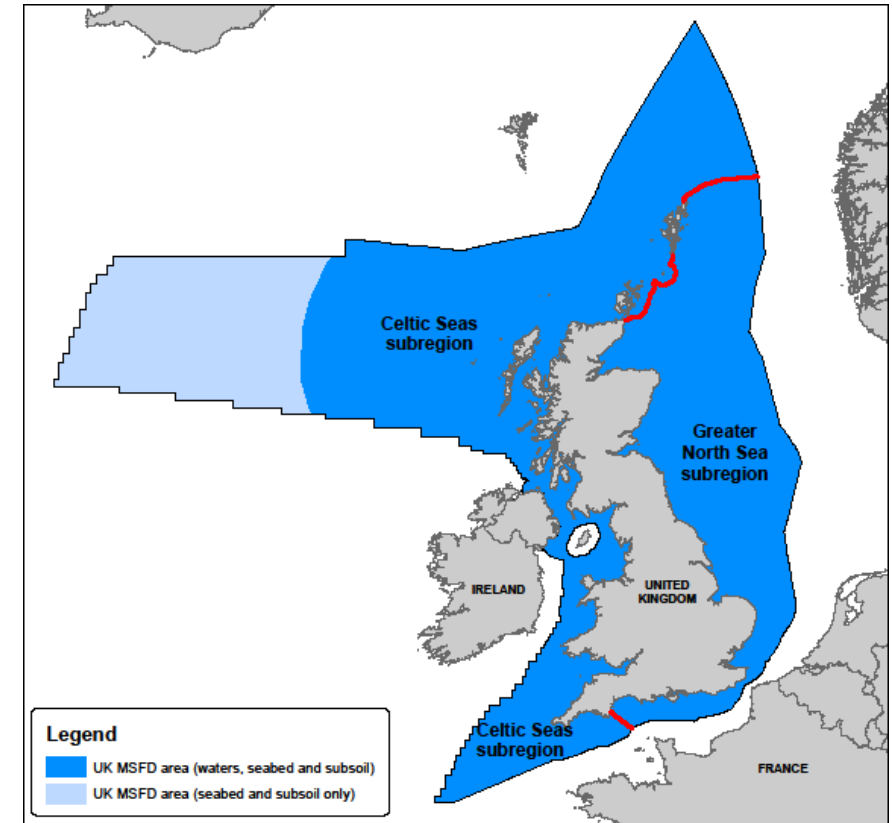 Celtic Seas
subregion
Greater
North Sea
subregion
IRELAND
UNITED
KINGDOM
Celtic Seas
subregion
FRANCE
Legend
UK MSFD area (waters, seabed and subsoil)
UK MSFD area (seabed and subsoil only)